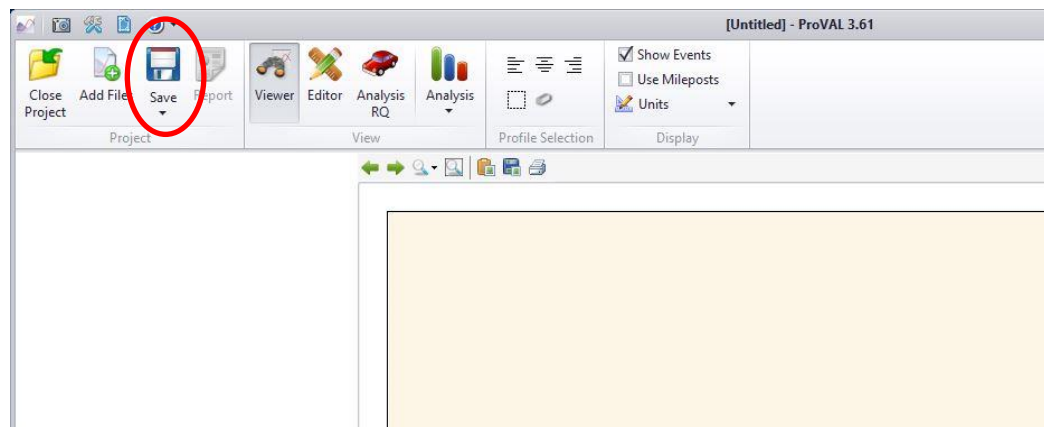 [Untitled] - ProVAL 3.61
Close Project
Add Files
Save
Report
Viewer
Editor
Analysis RQ
Analysis
Show Events
Use Mileposts
Units
Project
View
Profile Selection
Display